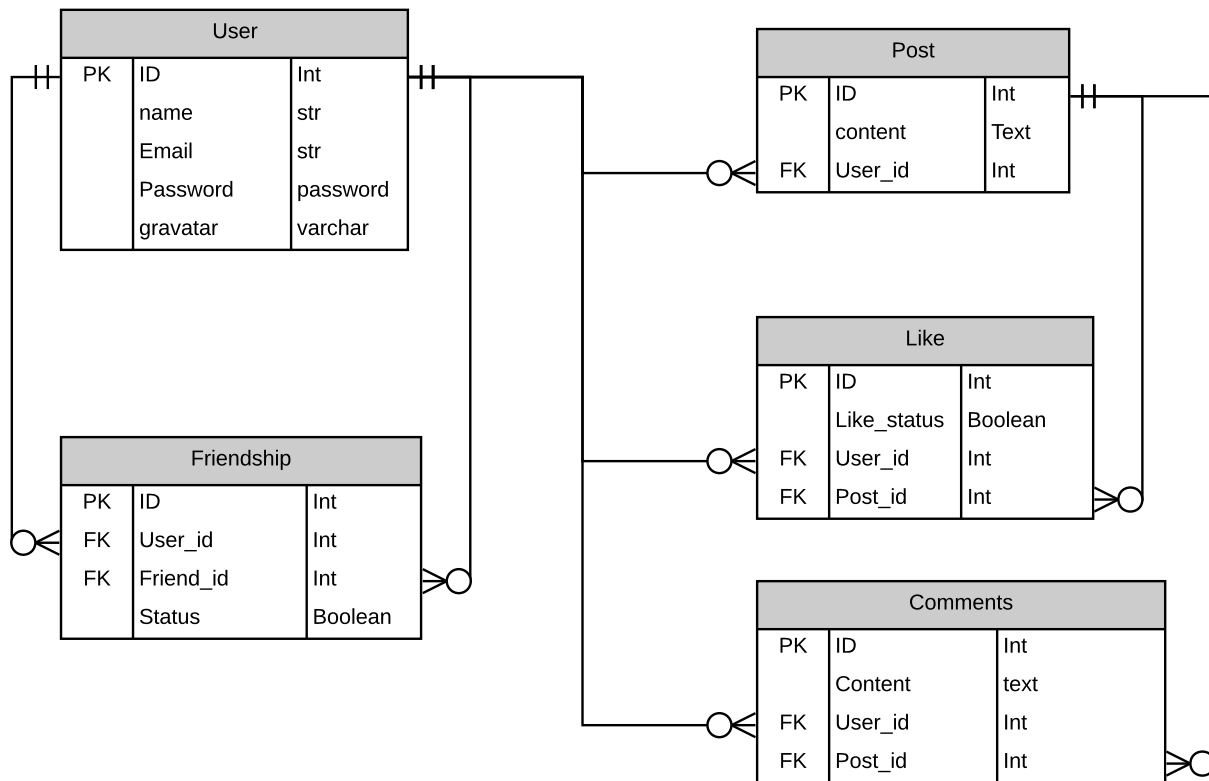 User
PK ID Int
name str
Email str
Password password
gravatar varchar
Friendship
PK ID Int
FK User_id Int
FK Friend_id Int
Status Boolean
Post
PK ID Int
content Text
FK User_id Int
Like
PK ID Int
Like_status Boolean
FK User_id Int
FK Post_id Int
Comments
PK ID Int
Content text
FK User_id Int
FK Post_id Int